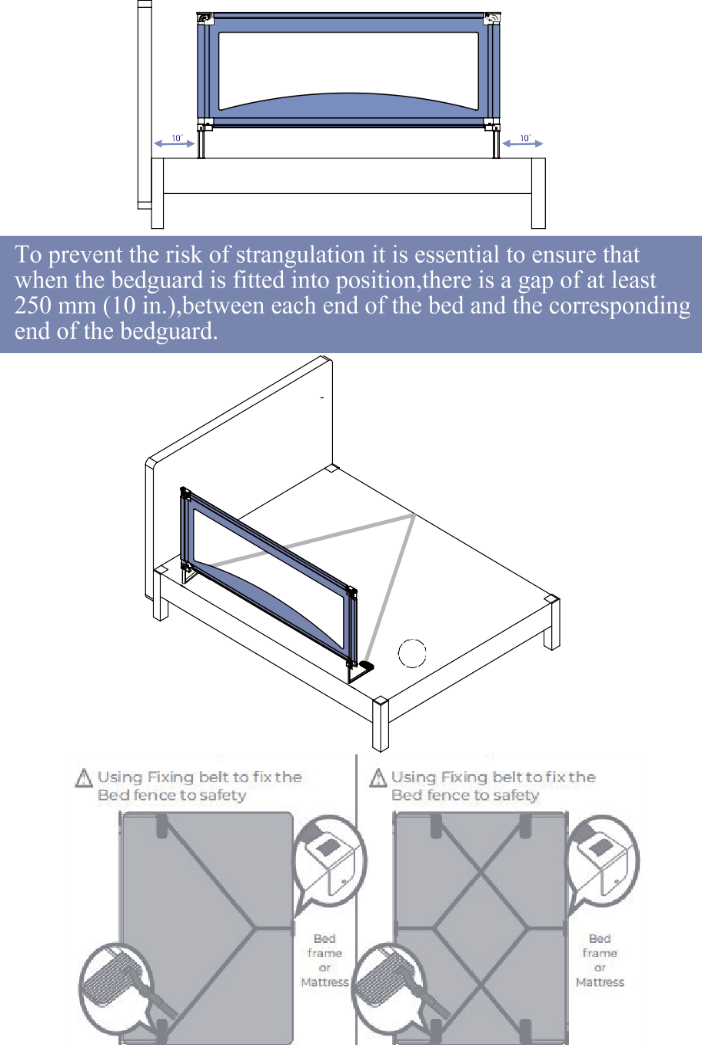 10"
10"
To prevent the risk of strangulation it is essential to ensure that
when the bedguard is fitted into position,there is a gap of at least
250 mm (10 in.),between each end of the bed and the corresponding
end of the bedguard.
Using Fixing belt to fix the
Bed fence to safety
Bed
frame
or
Mattress
Using Fixing belt to fix the
Bed fence to safety
Bed
frame
or
Mattress